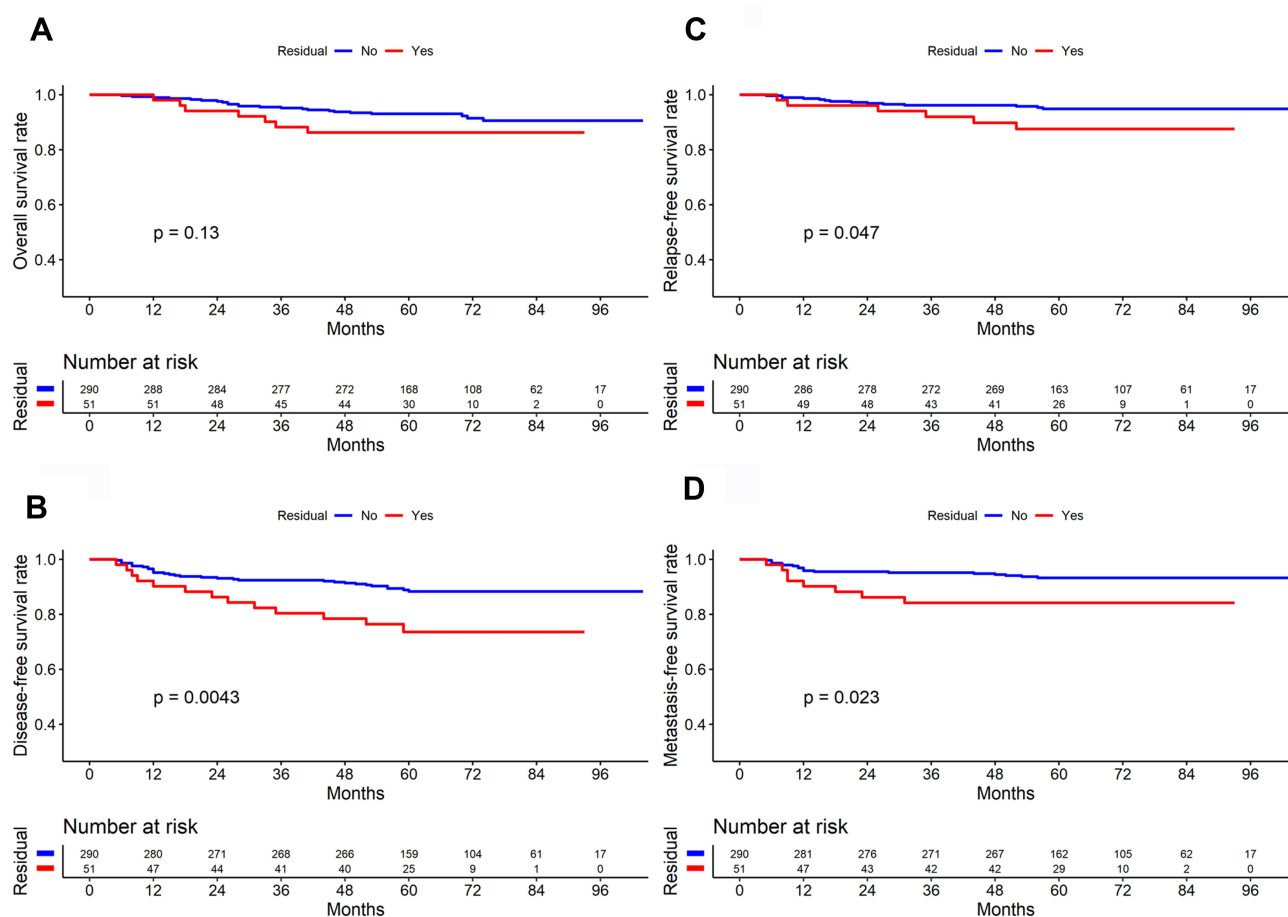 A
Residual No Yes
Overall survival rate
1.0
0.8
0.6
0.4
p = 0.13
0 12 24 36 48 60 72 84 96
Months
Number at risk
Residual
290 288 284 277 272 168 108 62 17
51 51 48 45 44 30 10 2 0
0 12 24 36 48 60 72 84 96
Months
C
Residual No Yes
Relapse-free survival rate
1.0
0.8
0.6
0.4
p = 0.047
0 12 24 36 48 60 72 84 96
Months
Number at risk
Residual
290 286 278 272 269 163 107 61 17
51 49 48 43 41 26 9 1 0
0 12 24 36 48 60 72 84 96
Months
B
Residual No Yes
Disease-free survival rate
1.0
0.8
0.6
0.4
p = 0.0043
0 12 24 36 48 60 72 84 96
Months
Number at risk
Residual
290 280 271 268 266 159 104 61 17
51 47 44 41 40 25 9 1 0
0 12 24 36 48 60 72 84 96
Months
D
Residual No Yes
Metastasis-free survival rate
1.0
0.8
0.6
0.4
p = 0.023
0 12 24 36 48 60 72 84 96
Months
Number at risk
Residual
290 281 276 271 267 162 105 62 17
51 47 43 42 42 29 10 2 0
0 12 24 36 48 60 72 84 96
Months